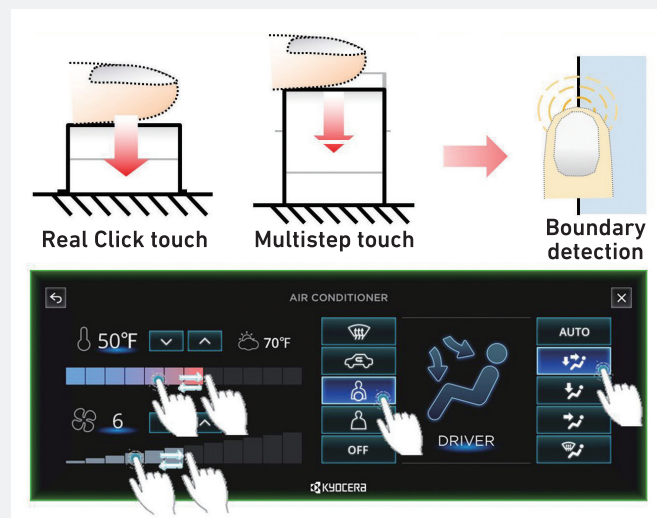 Real Click touch
Multistep touch
Boundary
detection
AIR CONDITIONER
50°F
70°F
6
OFF
DRIVER
AUTO
KYOCERA